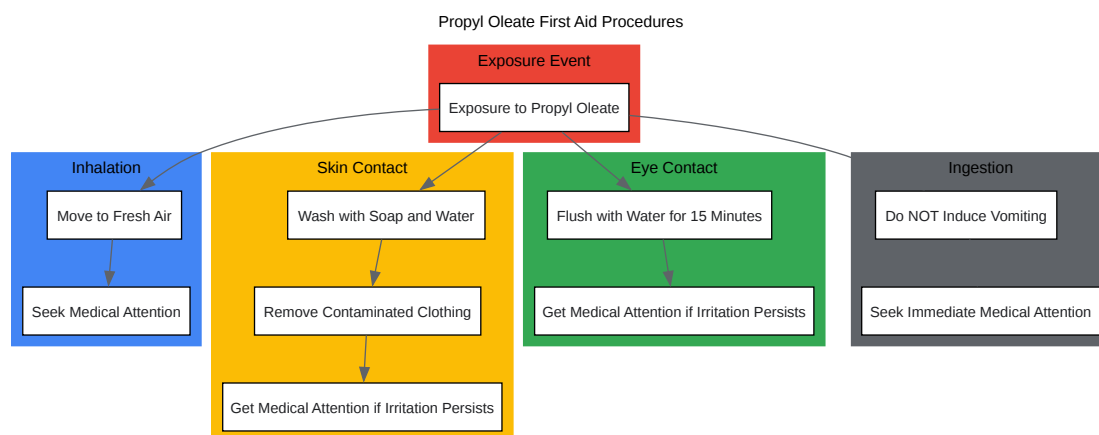 Propyl Oleate First Aid Procedures
Exposure Event
Exposure to Propyl Oleate
Inhalation
Move to Fresh Air
Seek Medical Attention
Skin Contact
Wash with Soap and Water
Remove Contaminated Clothing
Get Medical Attention if Irritation Persists
Eye Contact
Flush with Water for 15 Minutes
Get Medical Attention if Irritation Persists
Ingestion
Do NOT Induce Vomiting
Seek Immediate Medical Attention